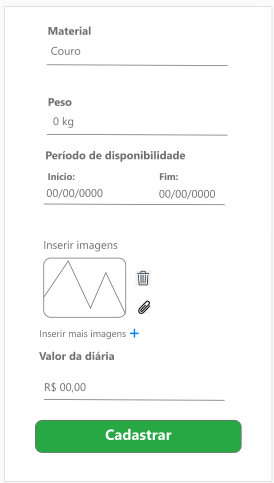 Material
Couro
Peso
0 kg
Período de disponibilidade
Início: Fim:
00/00/0000 00/00/0000
Inserir imagens
Inserir mais imagens +
Valor da diária
R$ 00,00
Cadastrar